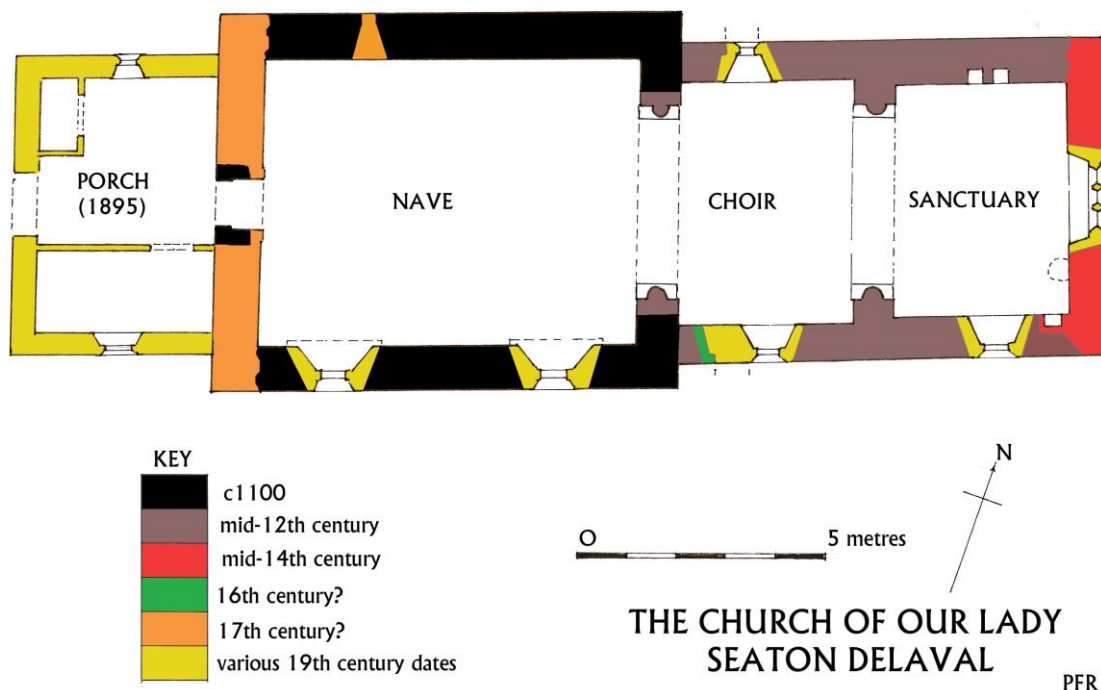 PORCH
(1895)
NAVE
CHOIR
SANCTUARY
KEY
c1100
mid-12th century
mid-14th century
16th century?
17th century?
various 19th century dates
O
5 metres
N
THE CHURCH OF OUR LADY
SEATON DELAVAL
PFR